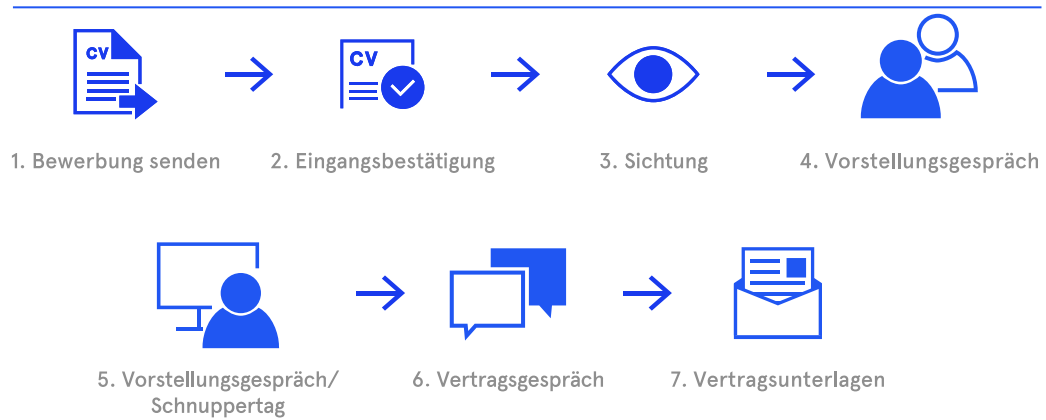 CV
CV
1. Bewerbung senden
2. Eingangsbestätigung
3. Sichtung
4. Vorstellungsgespräch
5. Vorstellungsgespräch/
Schnuppertag
6. Vertragsgespräch
7. Vertragsunterlagen